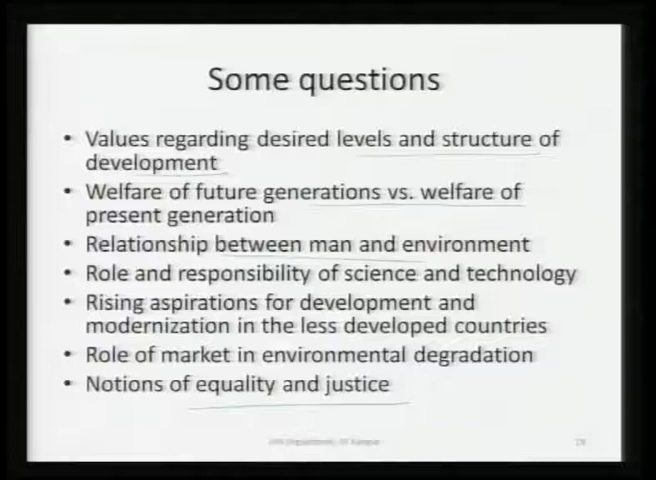 Some questions
• Values regarding desired levels and structure of
development
• Welfare of future generations vs. welfare of
present generation
• Relationship between man and environment
• Role and responsibility of science and technology
• Rising aspirations for development and
modernization in the less developed countries
• Role of market in environmental degradation
• Notions of equality and justice